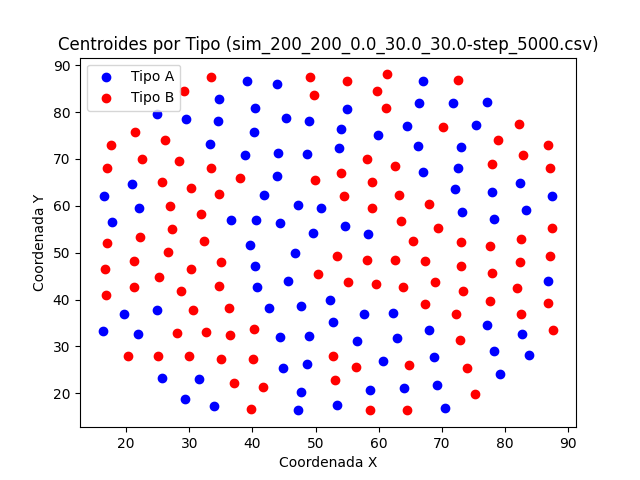 Centroides por Tipo (sim_200_200_0.0_30.0_30.0-step_5000.csv)
Tipo A
Tipo B
Coordenada Y
90
80
70
60
50
40
30
20
20 30 40 50 60 70 80 90
Coordenada X